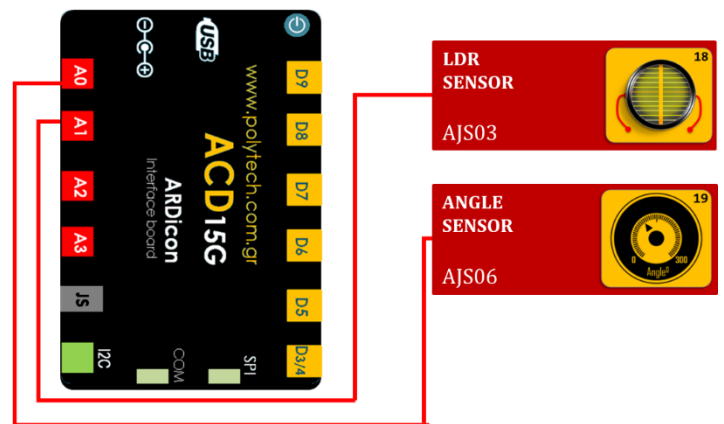 USB
A0
A1
A2
A3
JS
I2C
COM
SPI
D9
D8
D7
D6
D5
D3/4
www.polytech.com.gr
ACD15G
ARDicon
Interface board
LDR
SENSOR
AJS03
18
ANGLE
SENSOR
AJS06
19
0
300
Angleº